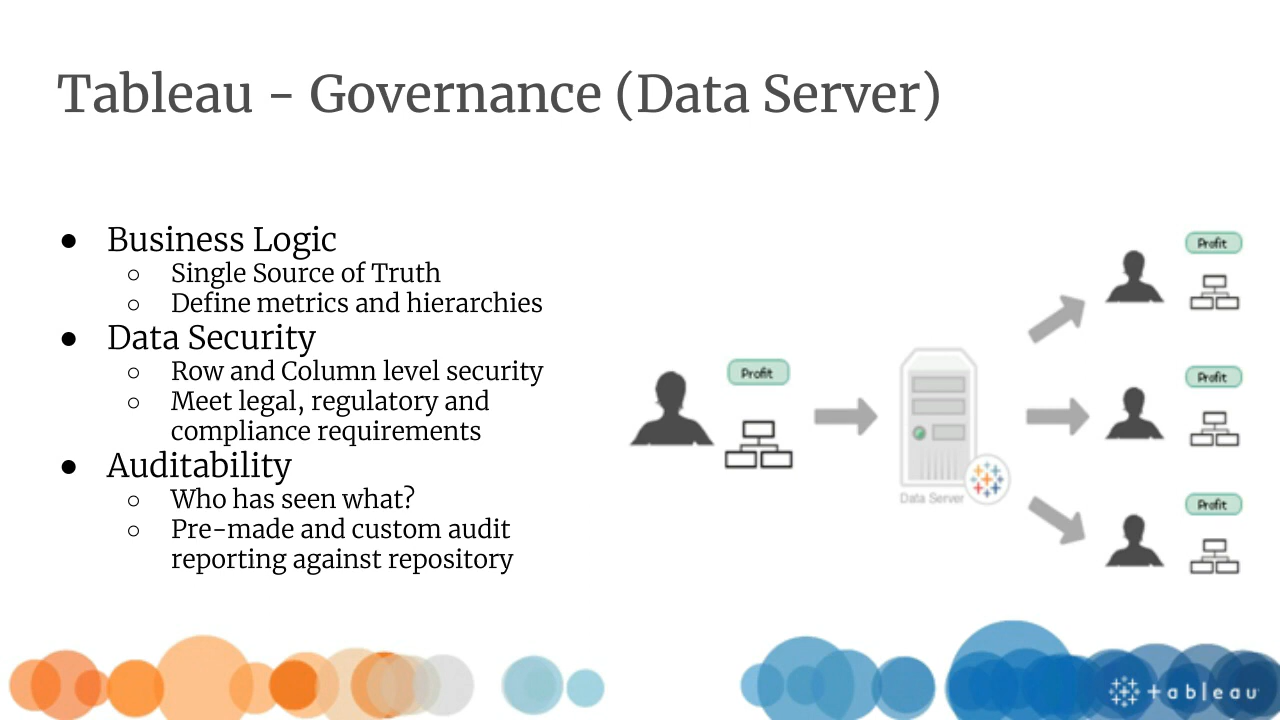 Tableau - Governance (Data Server)
● Business Logic
○ Single Source of Truth
○ Define metrics and hierarchies
● Data Security
○ Row and Column level security
○ Meet legal, regulatory and
compliance requirements
● Auditability
○ Who has seen what?
○ Pre-made and custom audit
reporting against repository
Profit
Data Server
Profit
Profit
Profit
+ a b l e a u